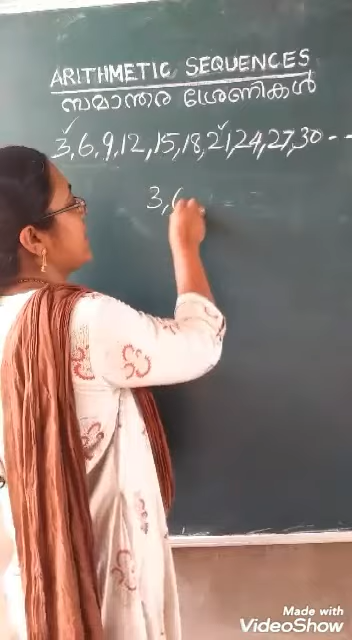 ARITHMETIC SEQUENCES
സമാന്തര ശ്രേണികൾ
3,6,9,12,15,18,21,24,27,30---
3,6
Made with
VideoShow